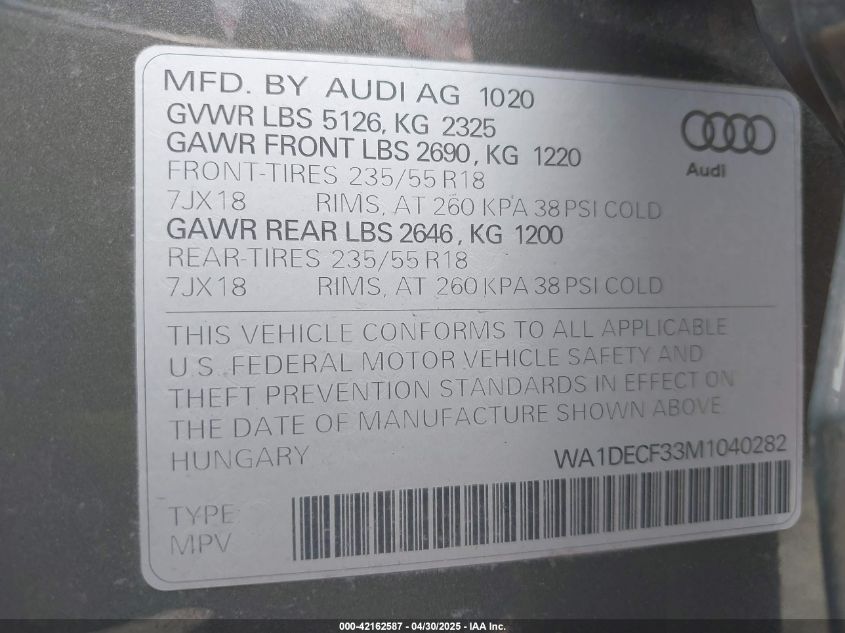 MFD. BY AUDI AG 1020
GVWR LBS 5126, KG 2325
GAWR FRONT LBS 2690, KG 1220
FRONT-TIRES 235/55 R18
7JX18 RIMS, AT 260 KPA 38 PSI COLD
GAWR REAR LBS 2646, KG 1200
REAR-TIRES 235/55 R18
7JX18 RIMS, AT 260 KPA 38 PSI COLD
Audi
THIS VEHICLE CONFORMS TO ALL APPLICABLE
U.S. FEDERAL MOTOR VEHICLE SAFETY AND
THEFT PREVENTION STANDARDS IN EFFECT ON
THE DATE OF MANUFACTURE SHOWN ABOVE.
HUNGARY WA1DECF33M1040282
TYPE:
MPV
000-42162587 - 04/30/2025 - IAA Inc.